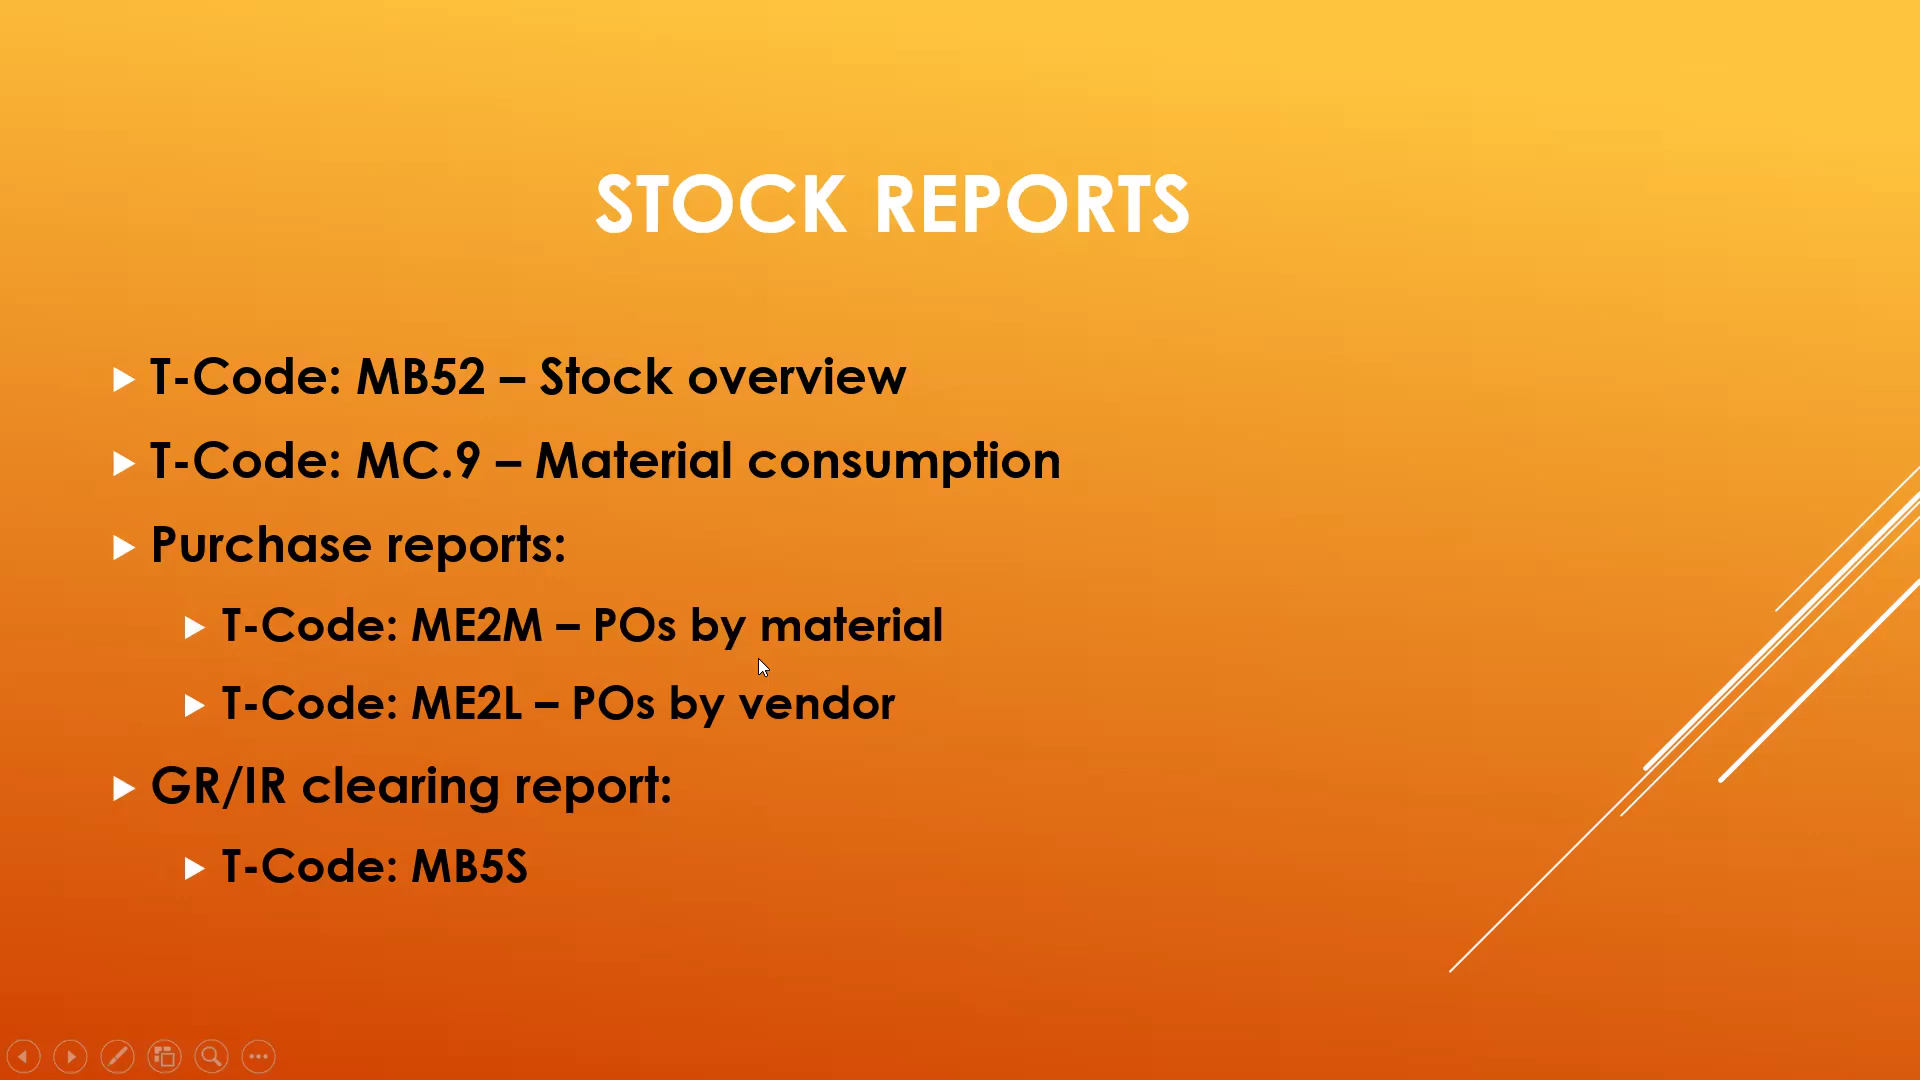 STOCK REPORTS
T-Code: MB52 – Stock overview
T-Code: MC.9 – Material consumption
Purchase reports:
T-Code: ME2M – POs by material
T-Code: ME2L – POs by vendor
GR/IR clearing report:
T-Code: MB5S